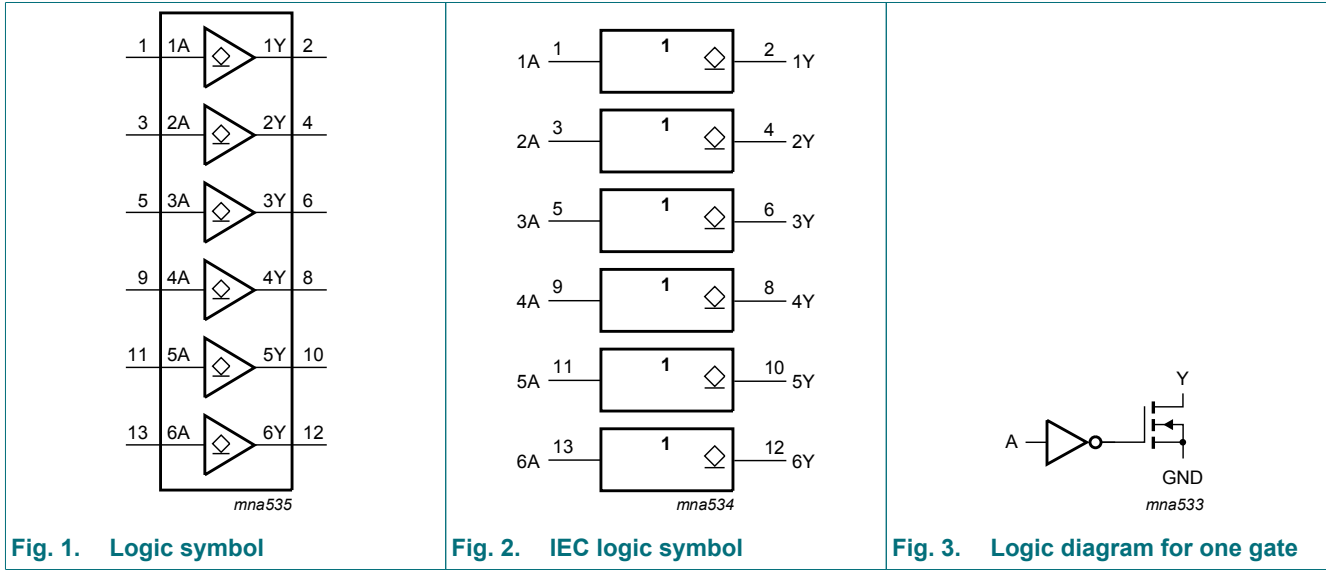 1 1A 1Y 2
3 2A 2Y 4
5 3A 3Y 6
9 4A 4Y 8
11 5A 5Y 10
13 6A 6Y 12
mna535
Fig. 1. Logic symbol
1A 1 1 2 1Y
2A 3 1 4 2Y
3A 5 1 6 3Y
4A 9 1 8 4Y
5A 11 1 10 5Y
6A 13 1 12 6Y
mna534
Fig. 2. IEC logic symbol
Y
A
GND
mna533
Fig. 3. Logic diagram for one gate